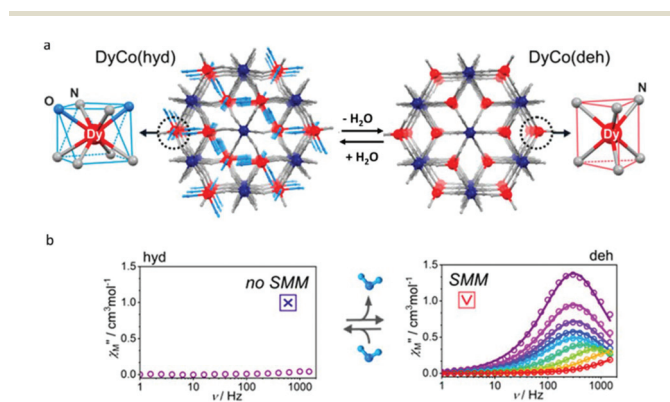 a
DyCo(hyd)
DyCo(deh)
O
N
Dy
- H₂O
+ H₂O
Dy
N
b
hyd
no SMM
χM'' / cm³mol⁻¹
1.5
1.0
0.5
0.0
1
10
100
1000
ν / Hz
deh
SMM
χM'' / cm³mol⁻¹
1.5
1.0
0.5
0.0
1
10
100
1000
ν / Hz